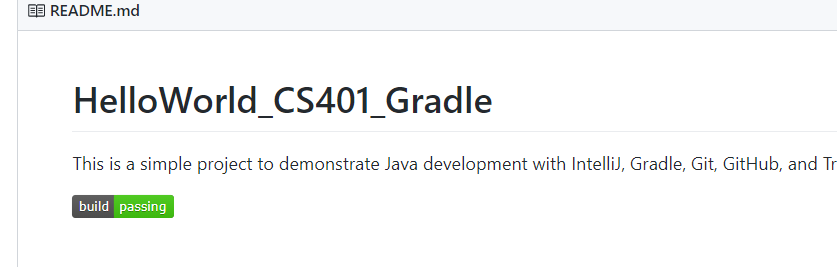 README.md
HelloWorld_CS401_Gradle
This is a simple project to demonstrate Java development with IntelliJ, Gradle, Git, GitHub, and
build passing